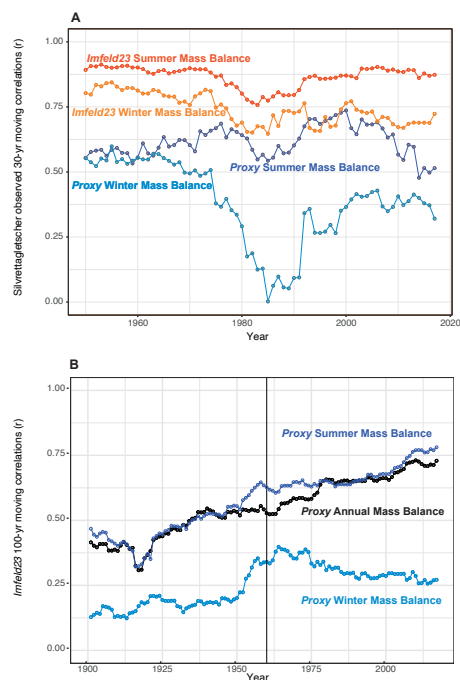 A
Silvrettagletscher observed 30-yr moving correlations (r)
1.00
0.75
0.50
0.25
0.00
Imfeld23 Summer Mass Balance
Imfeld23 Winter Mass Balance
Proxy Summer Mass Balance
Proxy Winter Mass Balance
1960
1980
2000
2020
Year
B
Imfeld23 100-yr moving correlations (r)
1.00
0.75
0.50
0.25
0.00
Proxy Summer Mass Balance
Proxy Annual Mass Balance
Proxy Winter Mass Balance
1900
1925
1950
1975
2000
Year